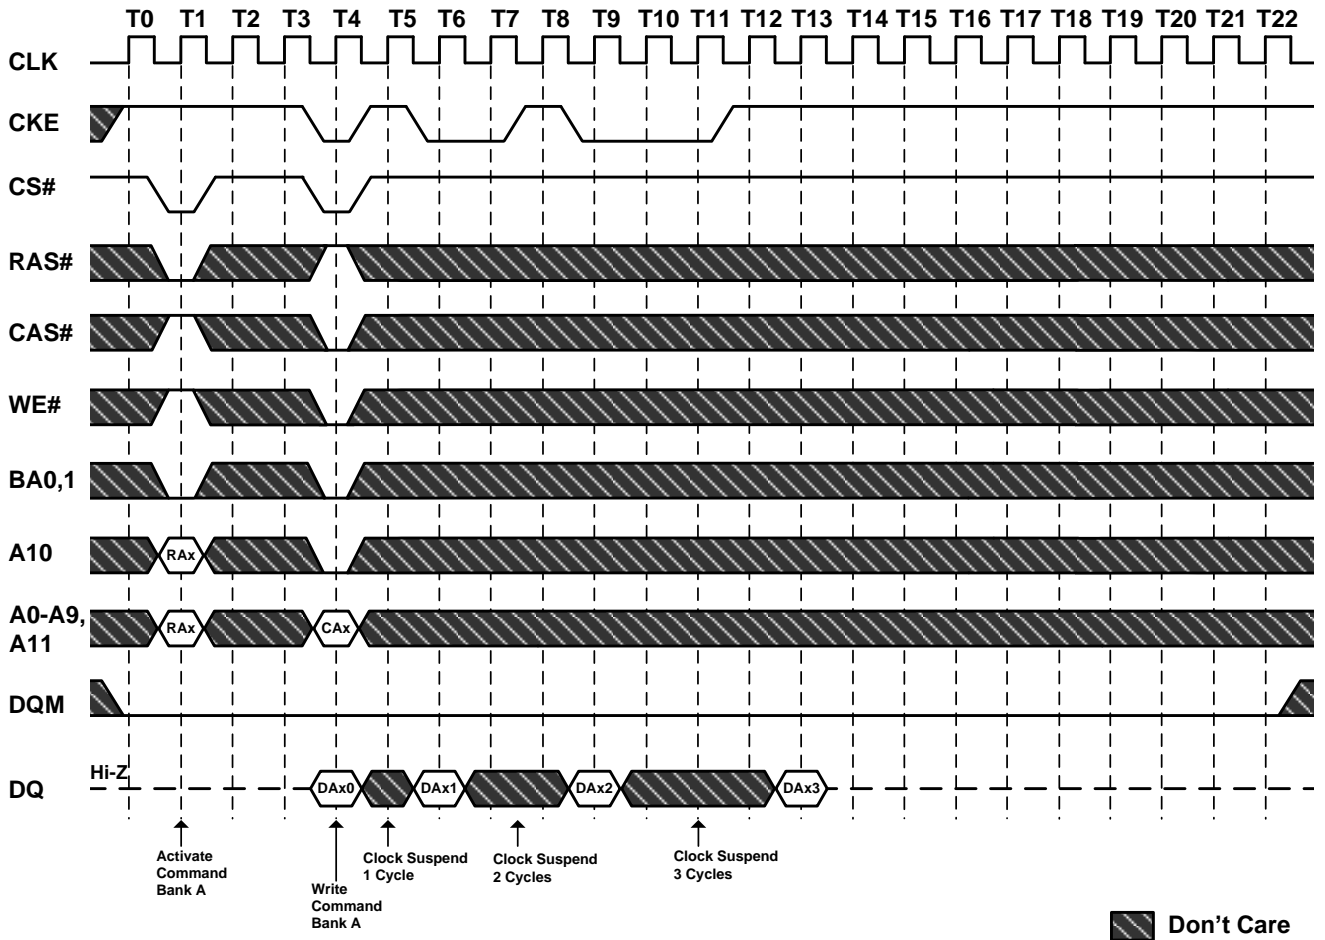 T0 T1 T2 T3 T4 T5 T6 T7 T8 T9 T10 T11 T12 T13 T14 T15 T16 T17 T18 T19 T20 T21 T22
CLK
CKE
CS#
RAS#
CAS#
WE#
BA0,1
A10
RAx
A0-A9,
A11
RAx
CAx
DQM
Hi-Z
DQ
DAx0 DAx1 DAx2 DAx3
Activate
Command
Bank A
Write
Command
Bank A
Clock Suspend
1 Cycle
Clock Suspend
2 Cycles
Clock Suspend
3 Cycles
Don't Care